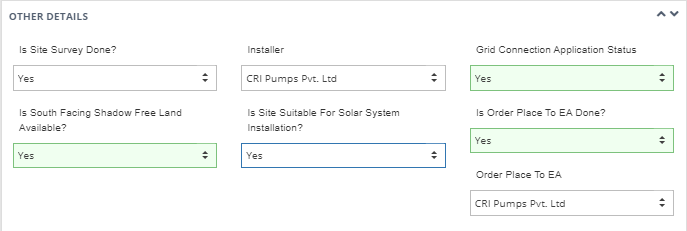 OTHER DETAILS
Is Site Survey Done?
Yes
Installer
CRI Pumps Pvt. Ltd
Grid Connection Application Status
Yes
Is South Facing Shadow Free Land
Available?
Yes
Is Site Suitable For Solar System
Installation?
Yes
Is Order Place To EA Done?
Yes
Order Place To EA
CRI Pumps Pvt. Ltd